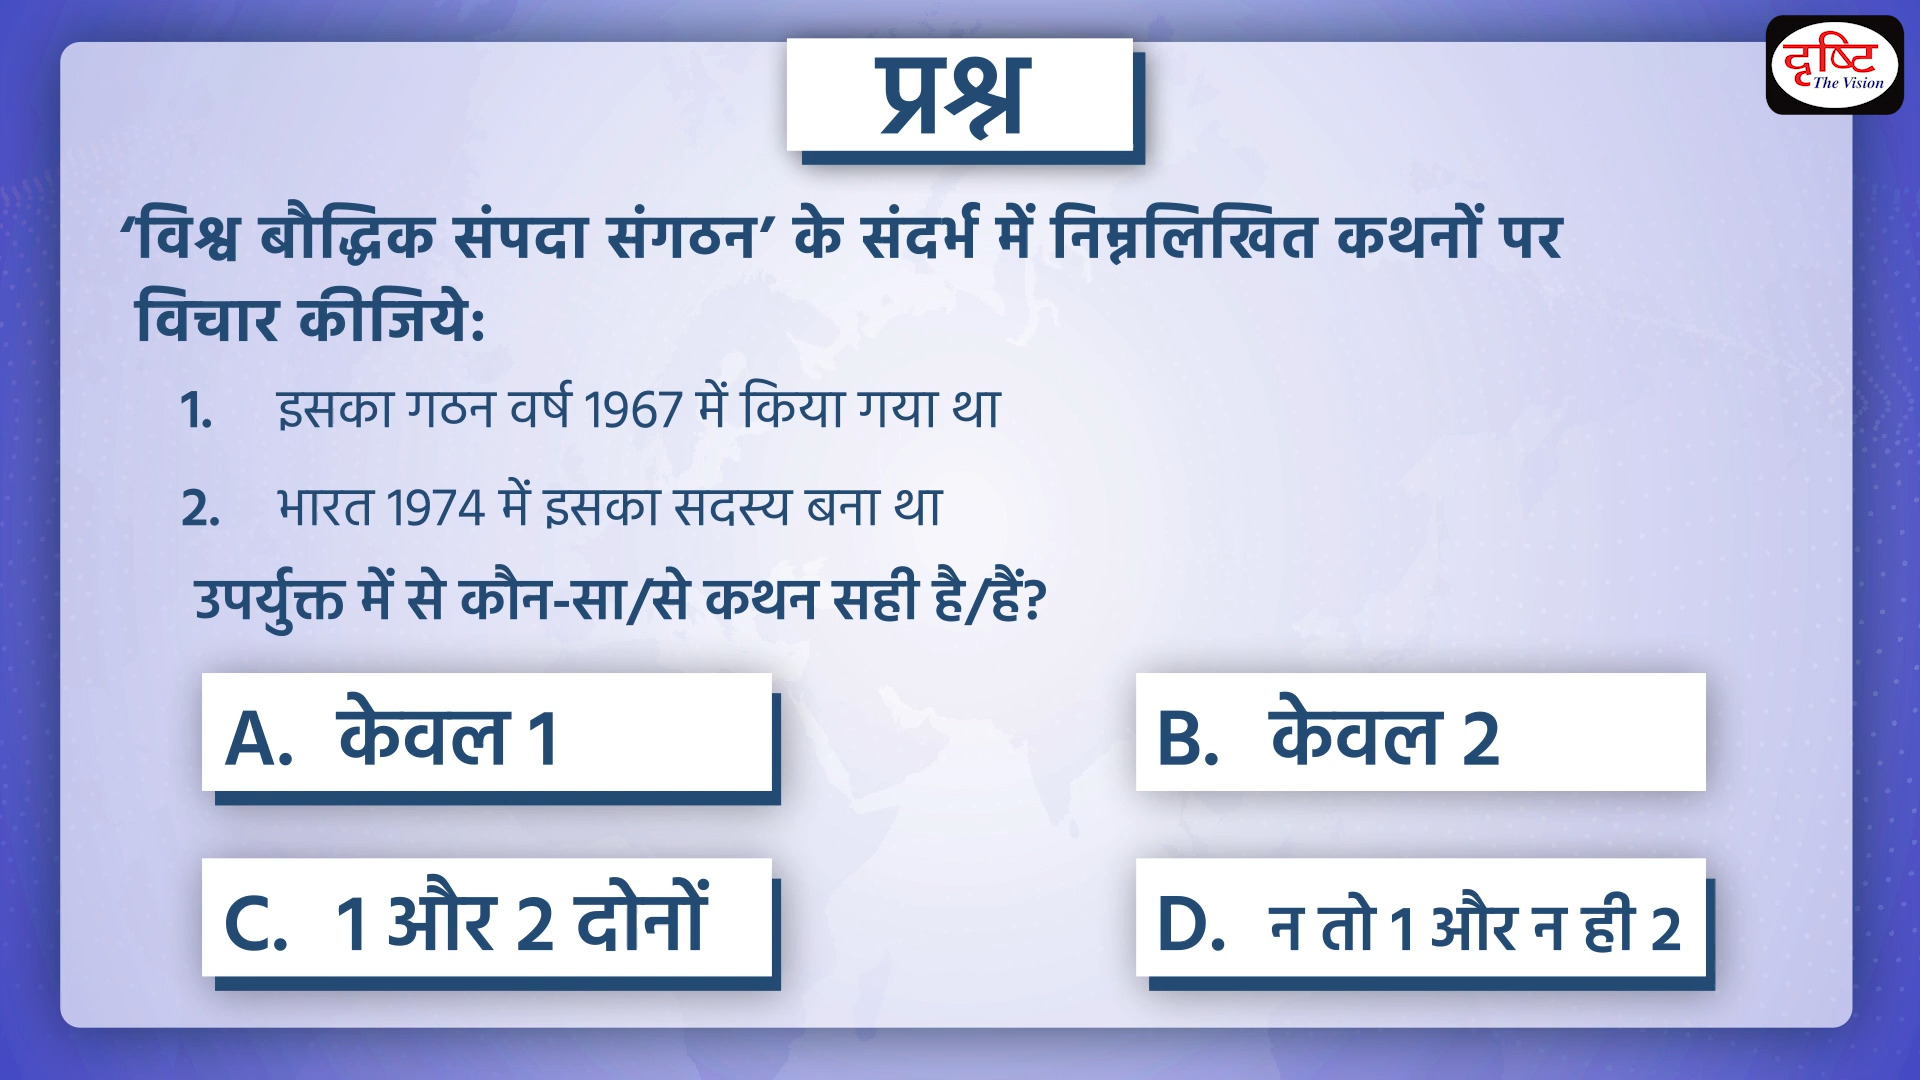 प्रश्न
दृष्टि
The Vision
‘विश्व बौद्धिक संपदा संगठन’ के संदर्भ में निम्नलिखित कथनों पर
विचार कीजिये:
1. इसका गठन वर्ष 1967 में किया गया था
2. भारत 1974 में इसका सदस्य बना था
उपर्युक्त में से कौन-सा/से कथन सही है/हैं?
A. केवल 1
B. केवल 2
C. 1 और 2 दोनों
D. न तो 1 और न ही 2